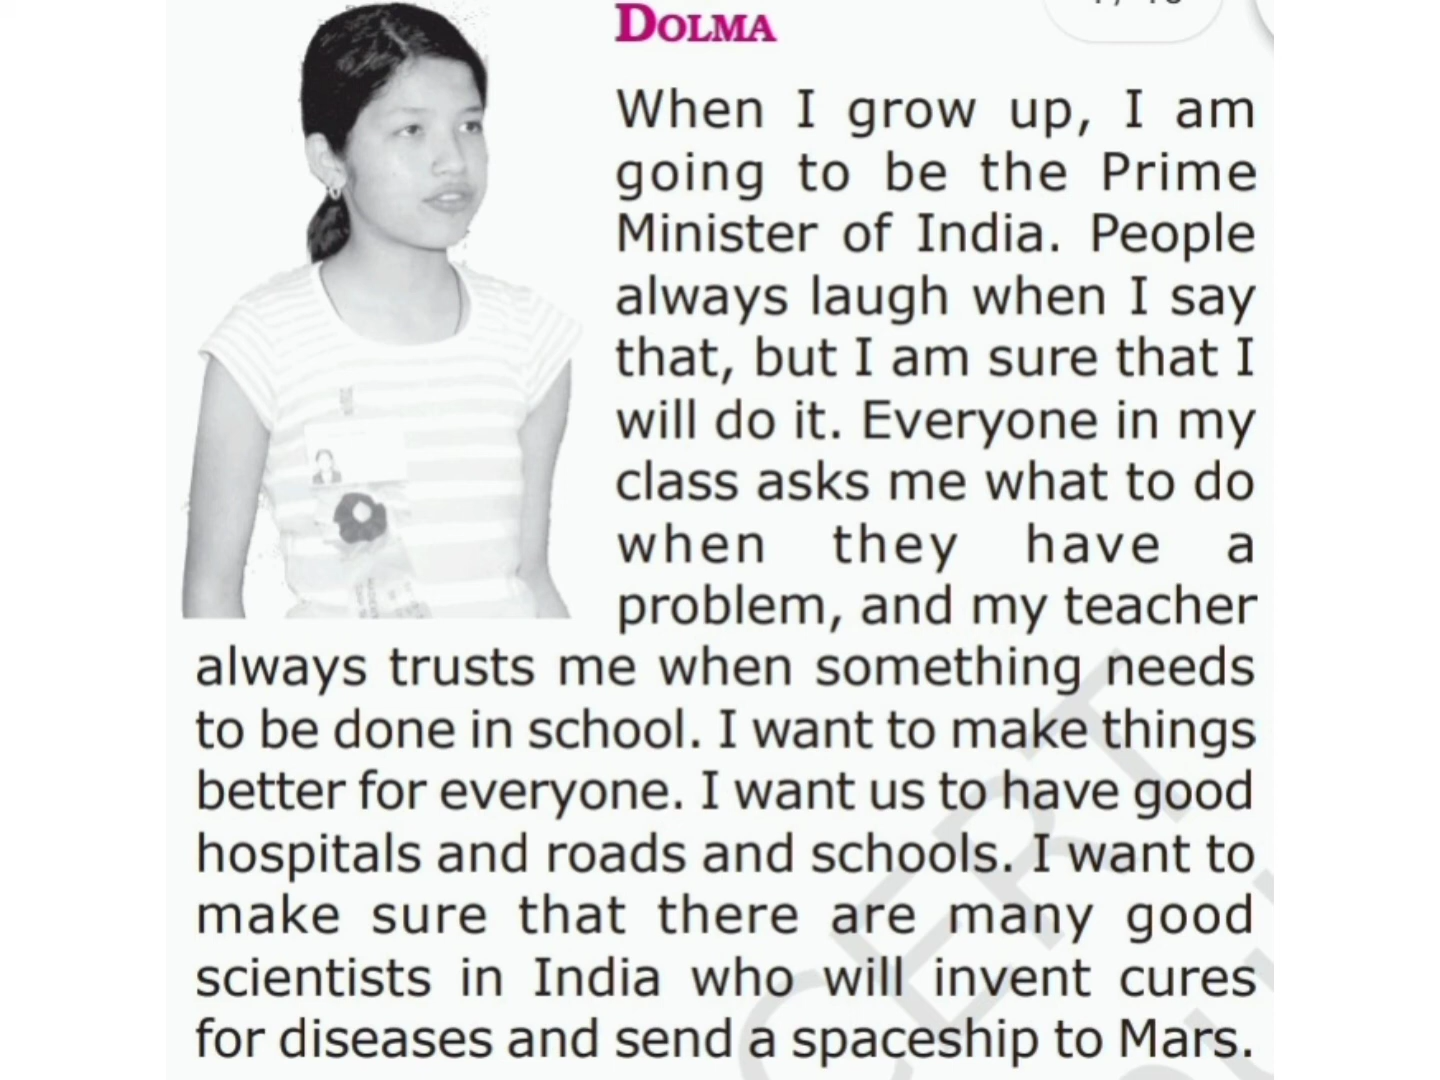 DOLMA
When I grow up, I am
going to be the Prime
Minister of India. People
always laugh when I say
that, but I am sure that I
will do it. Everyone in my
class asks me what to do
when they have a
problem, and my teacher
always trusts me when something needs
to be done in school. I want to make things
better for everyone. I want us to have good
hospitals and roads and schools. I want to
make sure that there are many good
scientists in India who will invent cures
for diseases and send a spaceship to Mars.